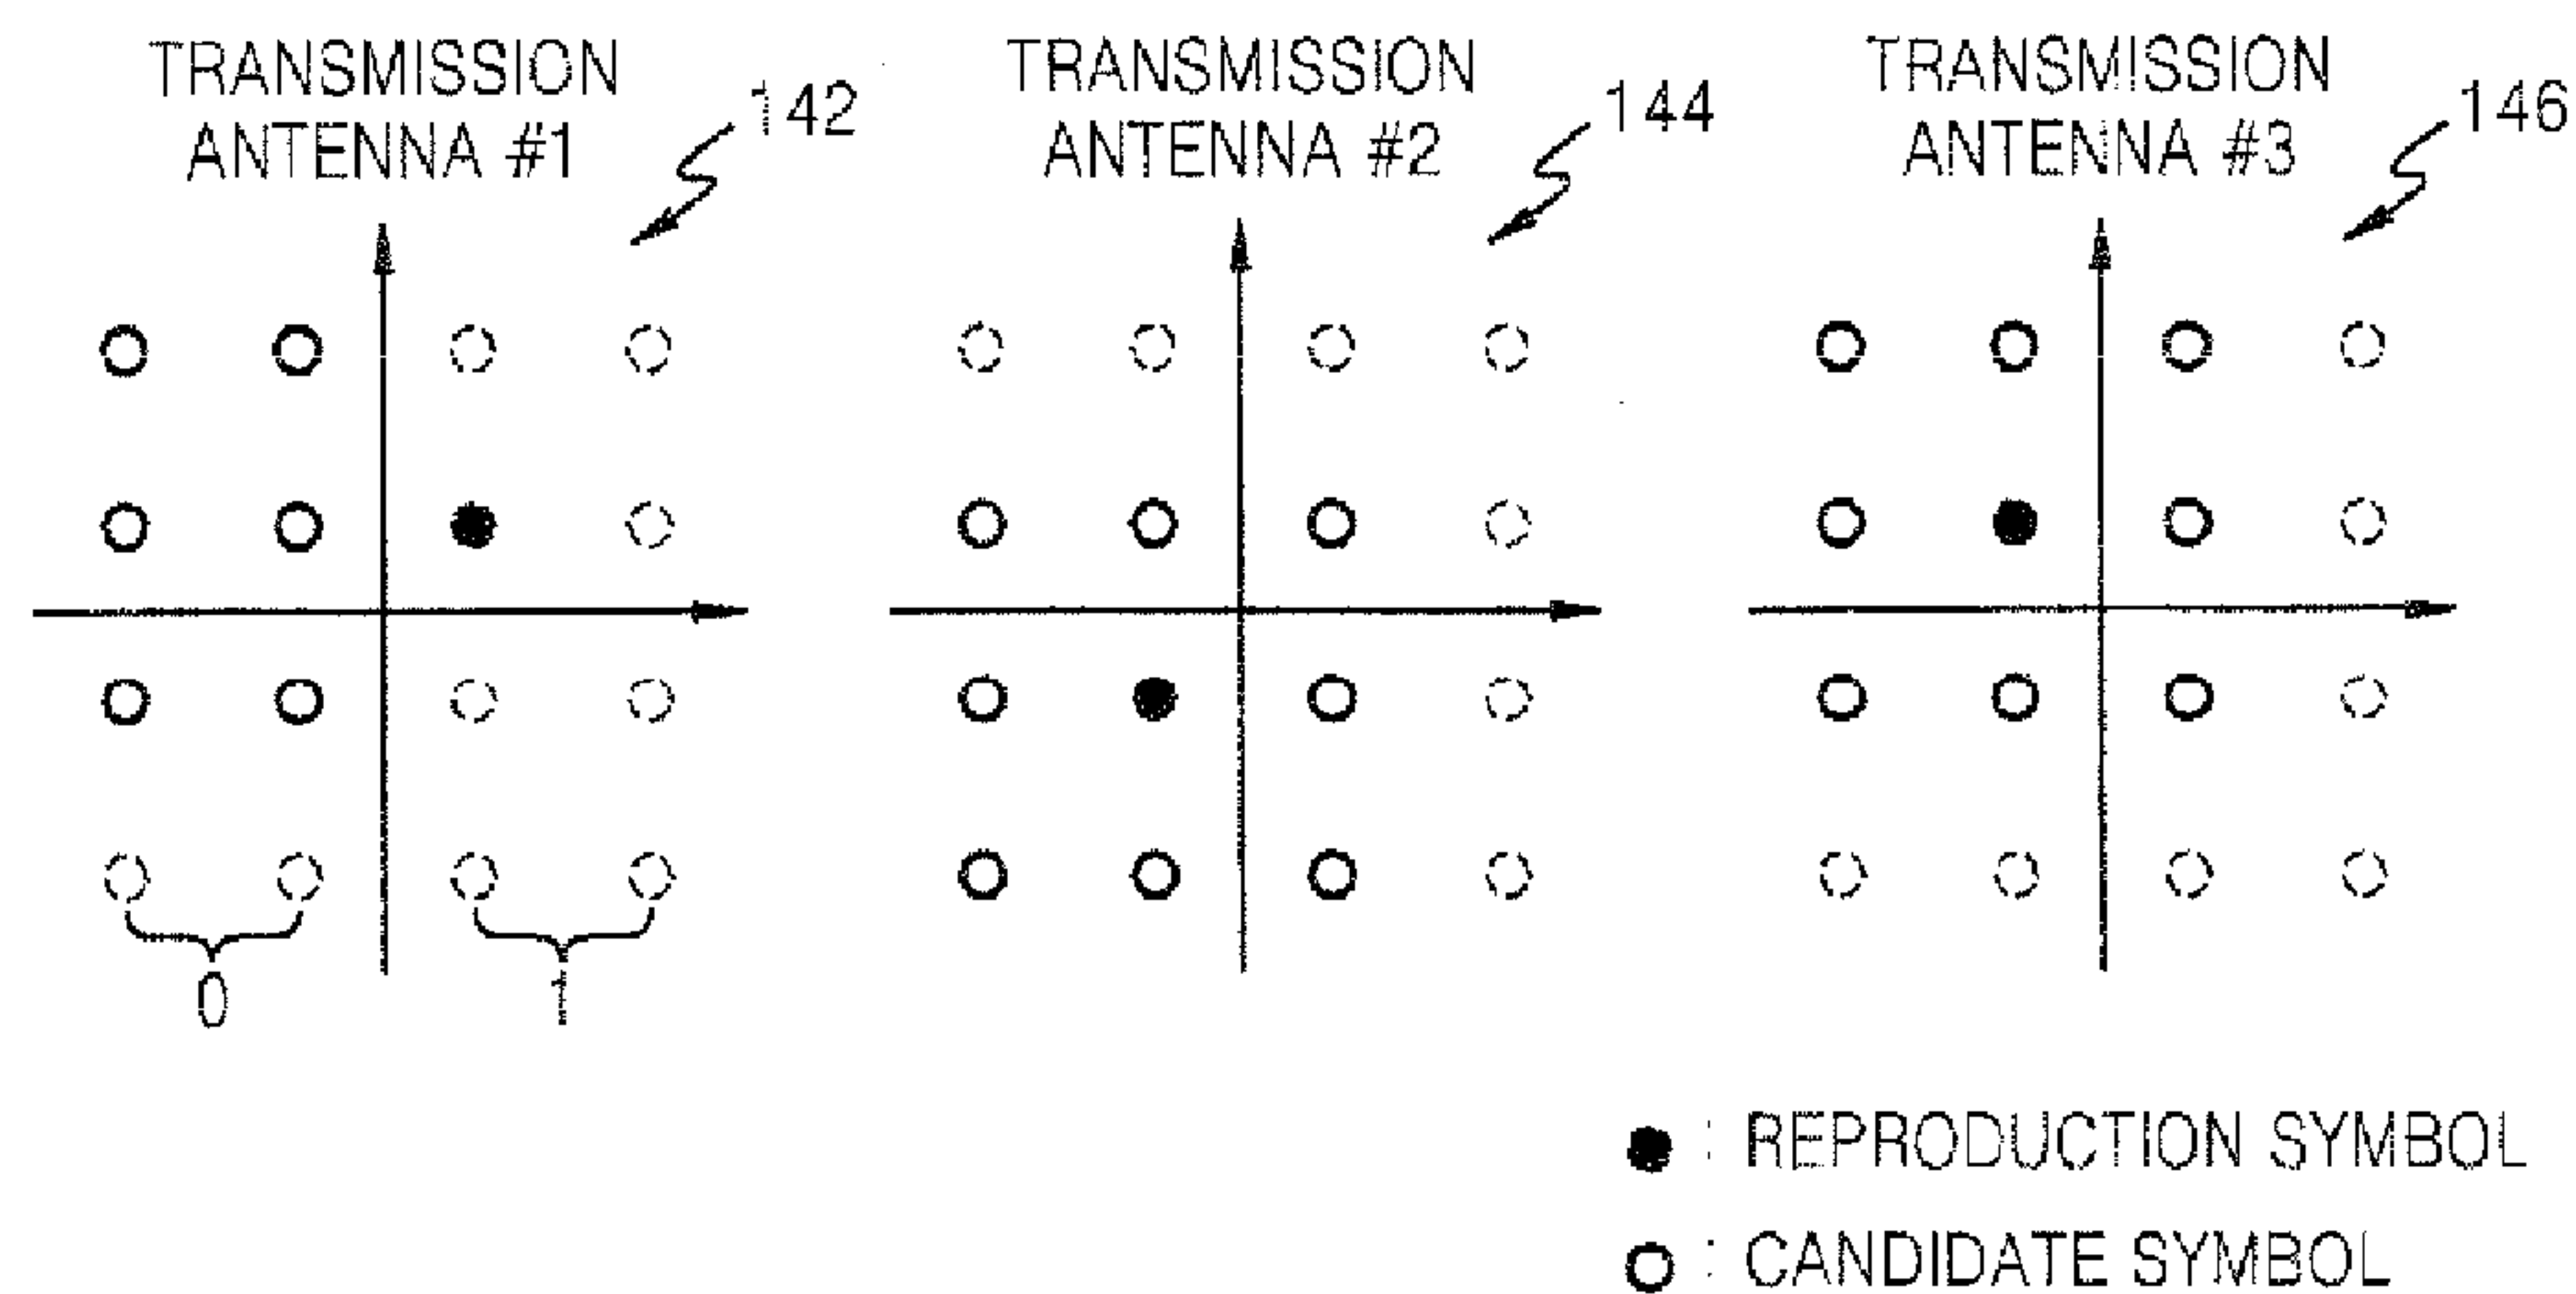 TRANSMISSION
ANTENNA #1
142
TRANSMISSION
ANTENNA #2
144
TRANSMISSION
ANTENNA #3
146
0
1
: REPRODUCTION SYMBOL
: CANDIDATE SYMBOL